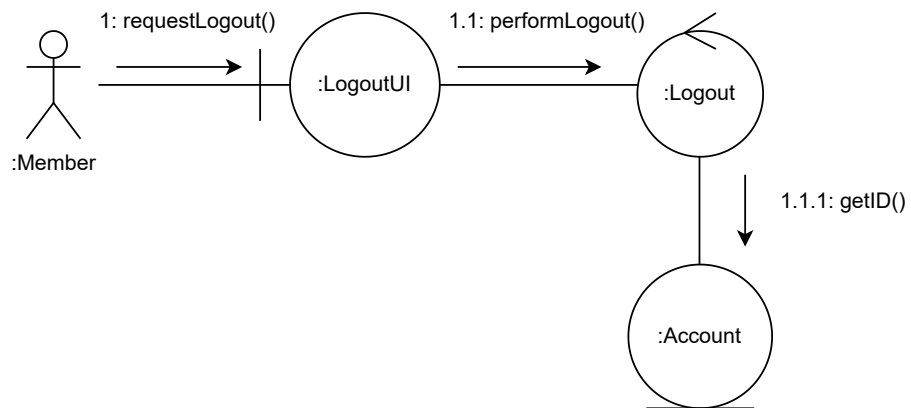 1: requestLogout()
1.1: performLogout()
:LogoutUI
:Logout
:Member
1.1.1: getID()
:Account